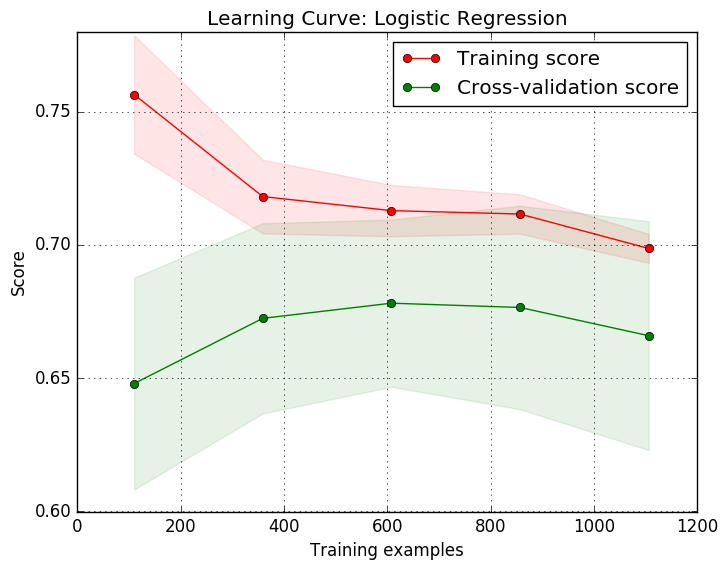 Learning Curve: Logistic Regression
Training score
Cross-validation score
0.75
0.70
0.65
0.60
Score
0 200 400 600 800 1000 1200
Training examples